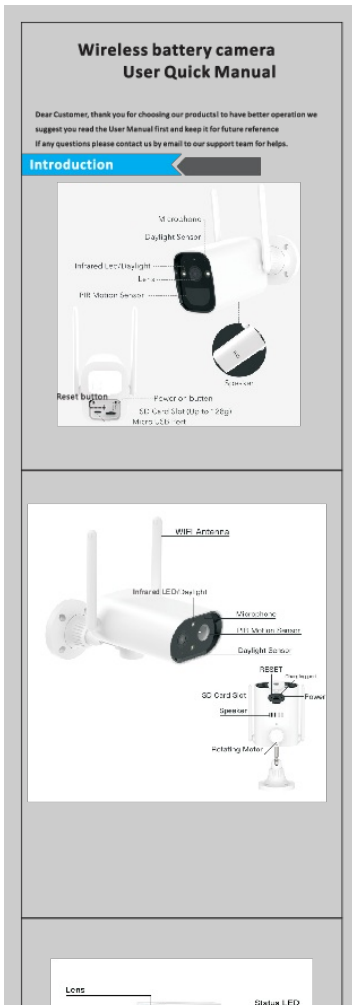 Wireless battery camera
User Quick Manual
Dear Customer, thank you for choosing our products! to have better operation we
suggest you read the User Manual first and keep it for future reference
If any questions please contact us by email to our support team for helps.
Introduction
Microphone
Daylight Sensor
Infrared Led/Daylight
Lens
PIR Motion Sensor
Speaker
Reset button
Power on button
SD Card Slot (Up to 128g)
Micro USB Port
WIFI Antenna
Infrared LED/Daylight
Microphone
PIR Motion Sensor
Daylight Sensor
RESET
SD Card Slot
Power
Speaker
Rotating Motor
Lens
Status LED